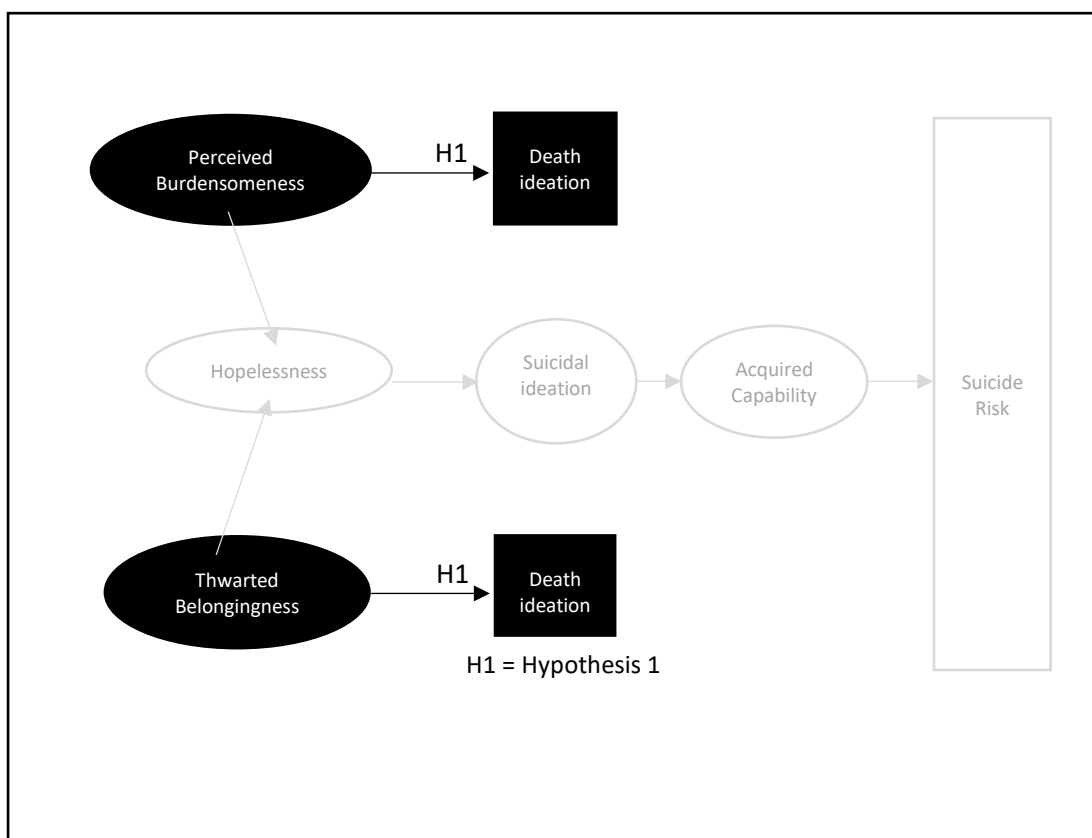 Perceived
Burdensomeness
H1
Death
ideation
Hopelessness
Suicidal
ideation
Acquired
Capability
Suicide
Risk
Thwarted
Belongingness
H1
Death
ideation
H1 = Hypothesis 1